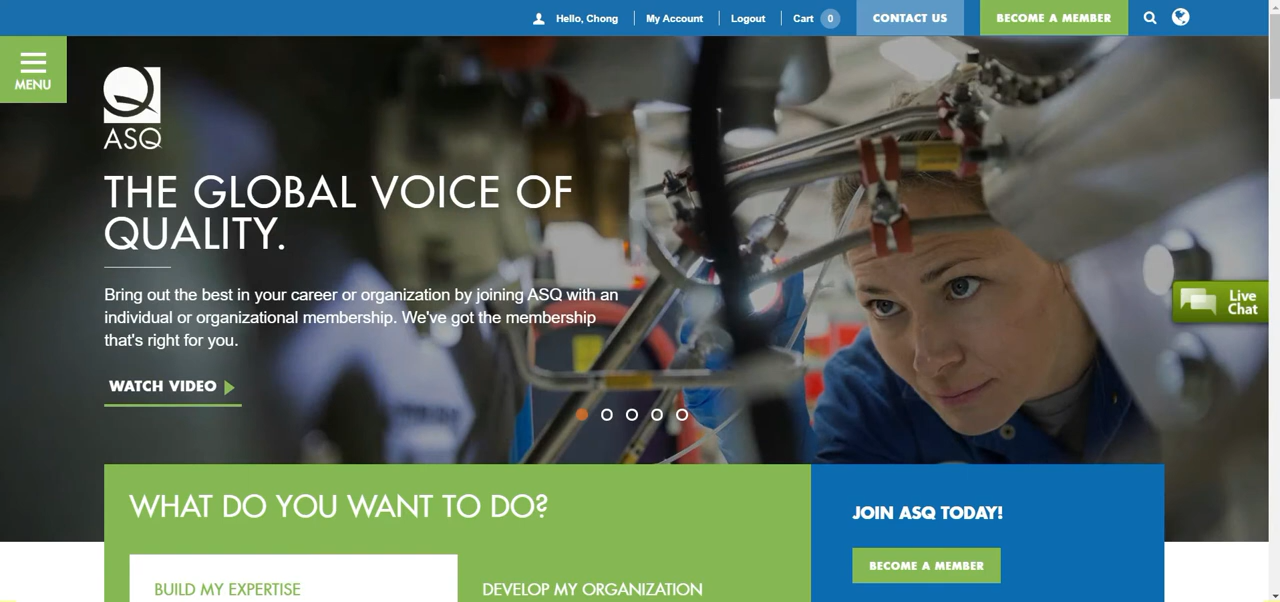 Hello, Chong
My Account
Logout
Cart 0
CONTACT US
BECOME A MEMBER
MENU
ASQ
THE GLOBAL VOICE OF
QUALITY.
Bring out the best in your career or organization by joining ASQ with an
individual or organizational membership. We've got the membership
that's right for you.
WATCH VIDEO
Live
Chat
WHAT DO YOU WANT TO DO?
BUILD MY EXPERTISE
DEVELOP MY ORGANIZATION
JOIN ASQ TODAY!
BECOME A MEMBER